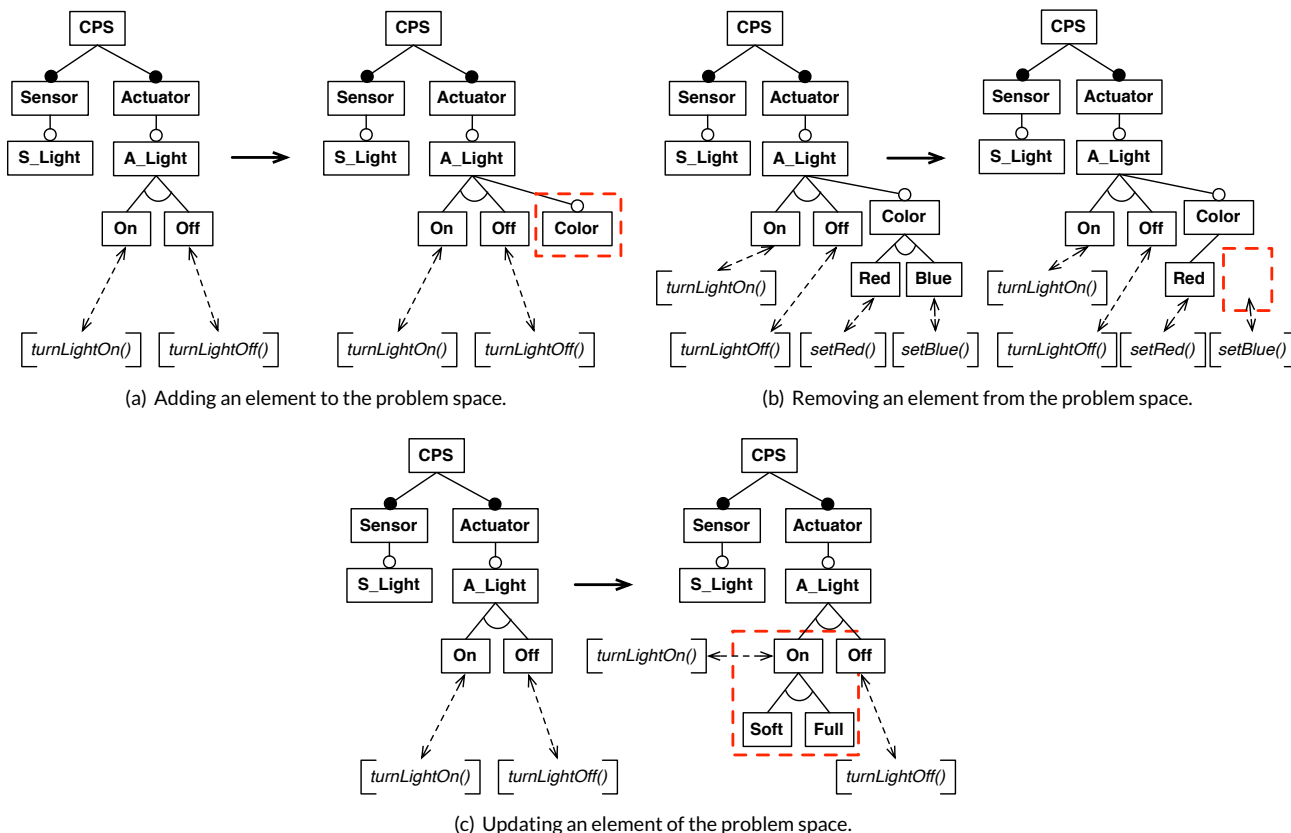 CPS
Sensor Actuator
S_Light A_Light
On Off
turnLightOn() turnLightOff()
CPS
Sensor Actuator
S_Light A_Light
On Off Color
turnLightOn() turnLightOff()
(a) Adding an element to the problem space.
CPS
Sensor Actuator
S_Light A_Light
On Off Color
Red Blue
turnLightOn()
turnLightOff() setRed() setBlue()
CPS
Sensor Actuator
S_Light A_Light
On Off Color
Red
turnLightOn()
turnLightOff() setRed() setBlue()
(b) Removing an element from the problem space.
CPS
Sensor Actuator
S_Light A_Light
On Off
turnLightOn() turnLightOff()
CPS
Sensor Actuator
S_Light A_Light
turnLightOn() On Off
Soft Full
turnLightOff()
(c) Updating an element of the problem space.